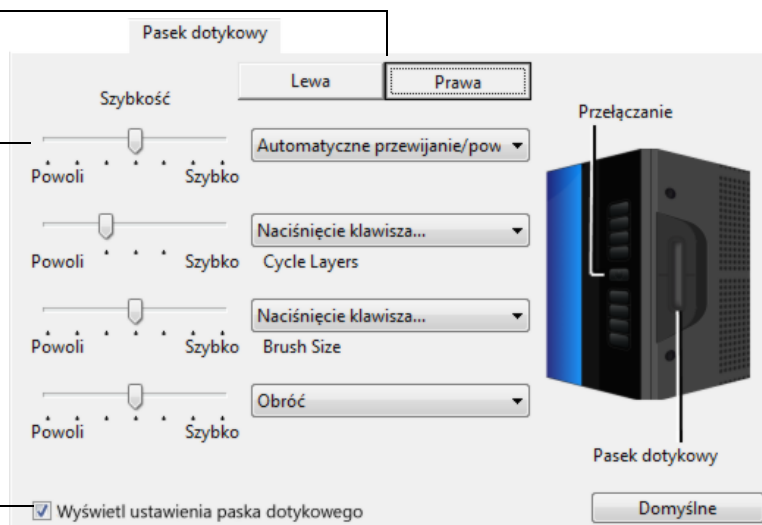 Pasek dotykowy
Lewa
Prawa
Szybkość
Przełączanie
Automatyczne przewijanie/pow
Powoli
Szybko
Naciśnięcie klawisza...
Powoli
Szybko
Cycle Layers
Naciśnięcie klawisza...
Powoli
Szybko
Brush Size
Obróć
Powoli
Szybko
Pasek dotykowy
Wyświetl ustawienia paska dotykowego
Domyślne